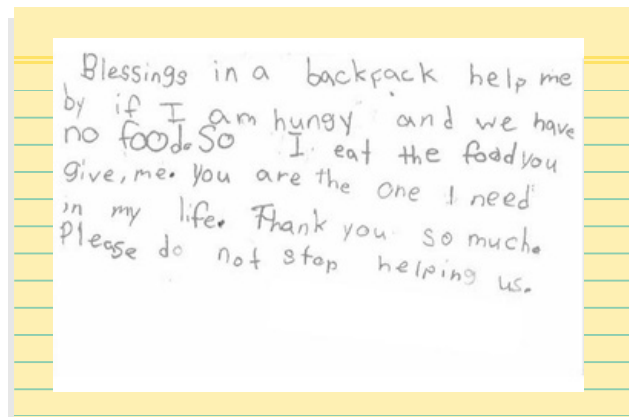 Blessings in a backpack help me
by if I am hungy and we have
no food. So I. eat the food you
give, me. You are the one I need
in my life. Thank you so much.
Please do not stop helping us.